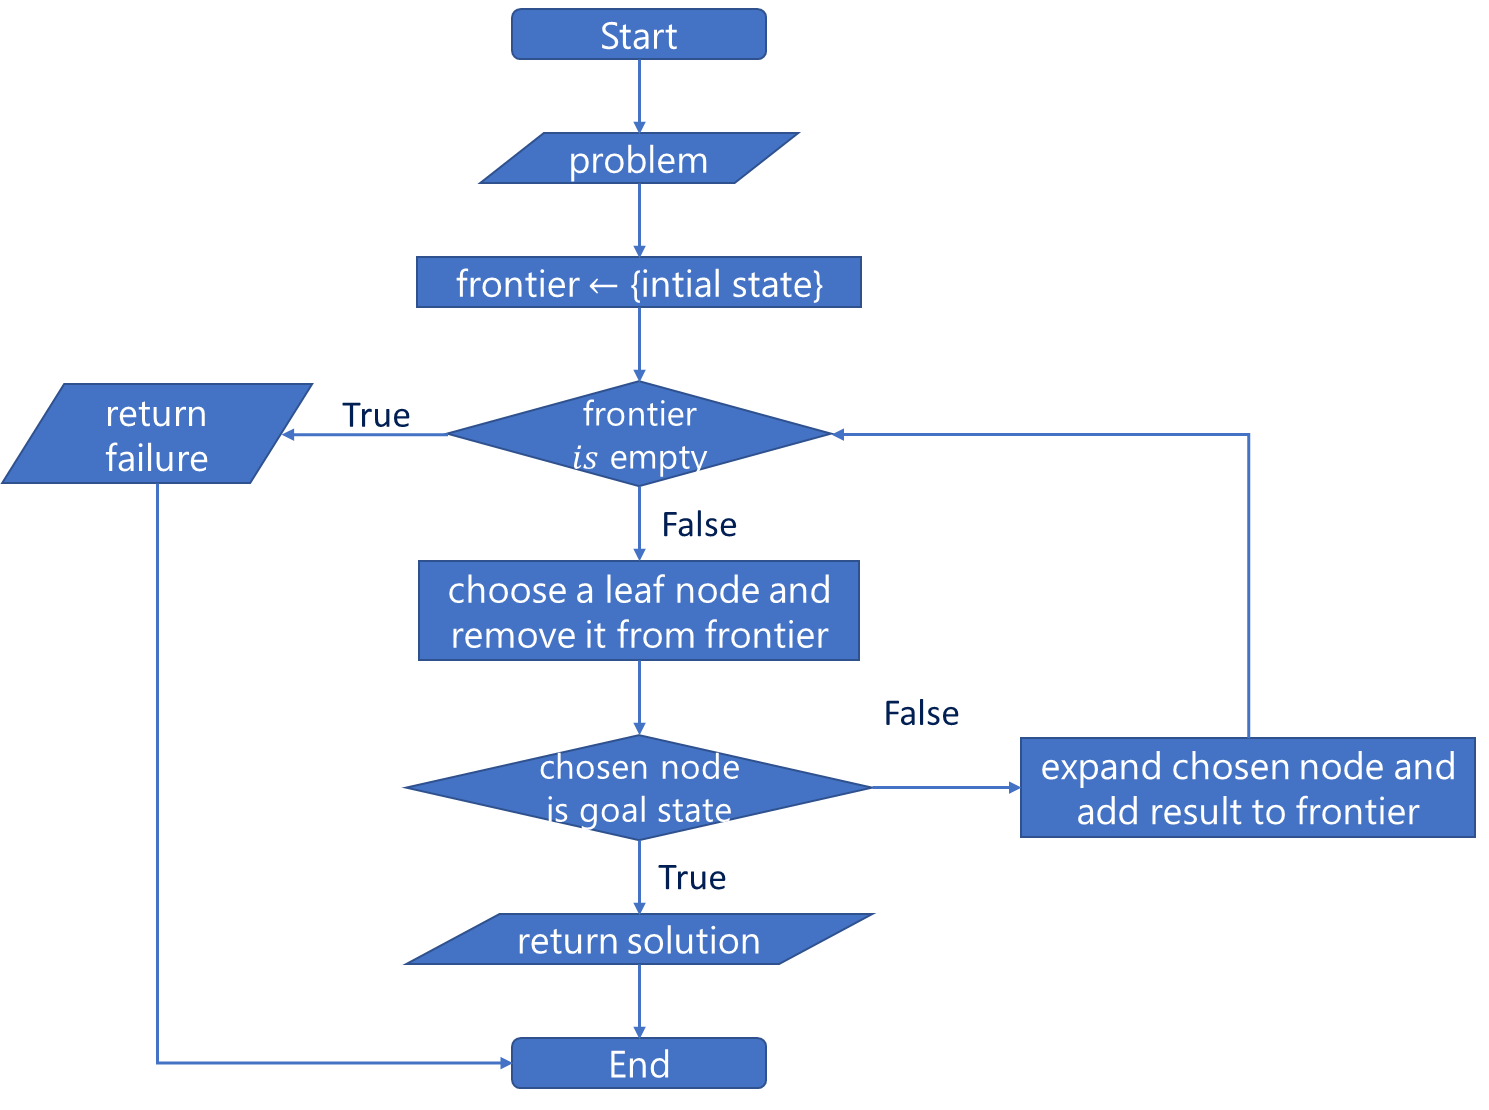 Start
problem
frontier ← {intial state}
return
failure
True
frontier
is empty
False
choose a leaf node and
remove it from frontier
False
chosen node
is goal state
expand chosen node and
add result to frontier
True
return solution
End